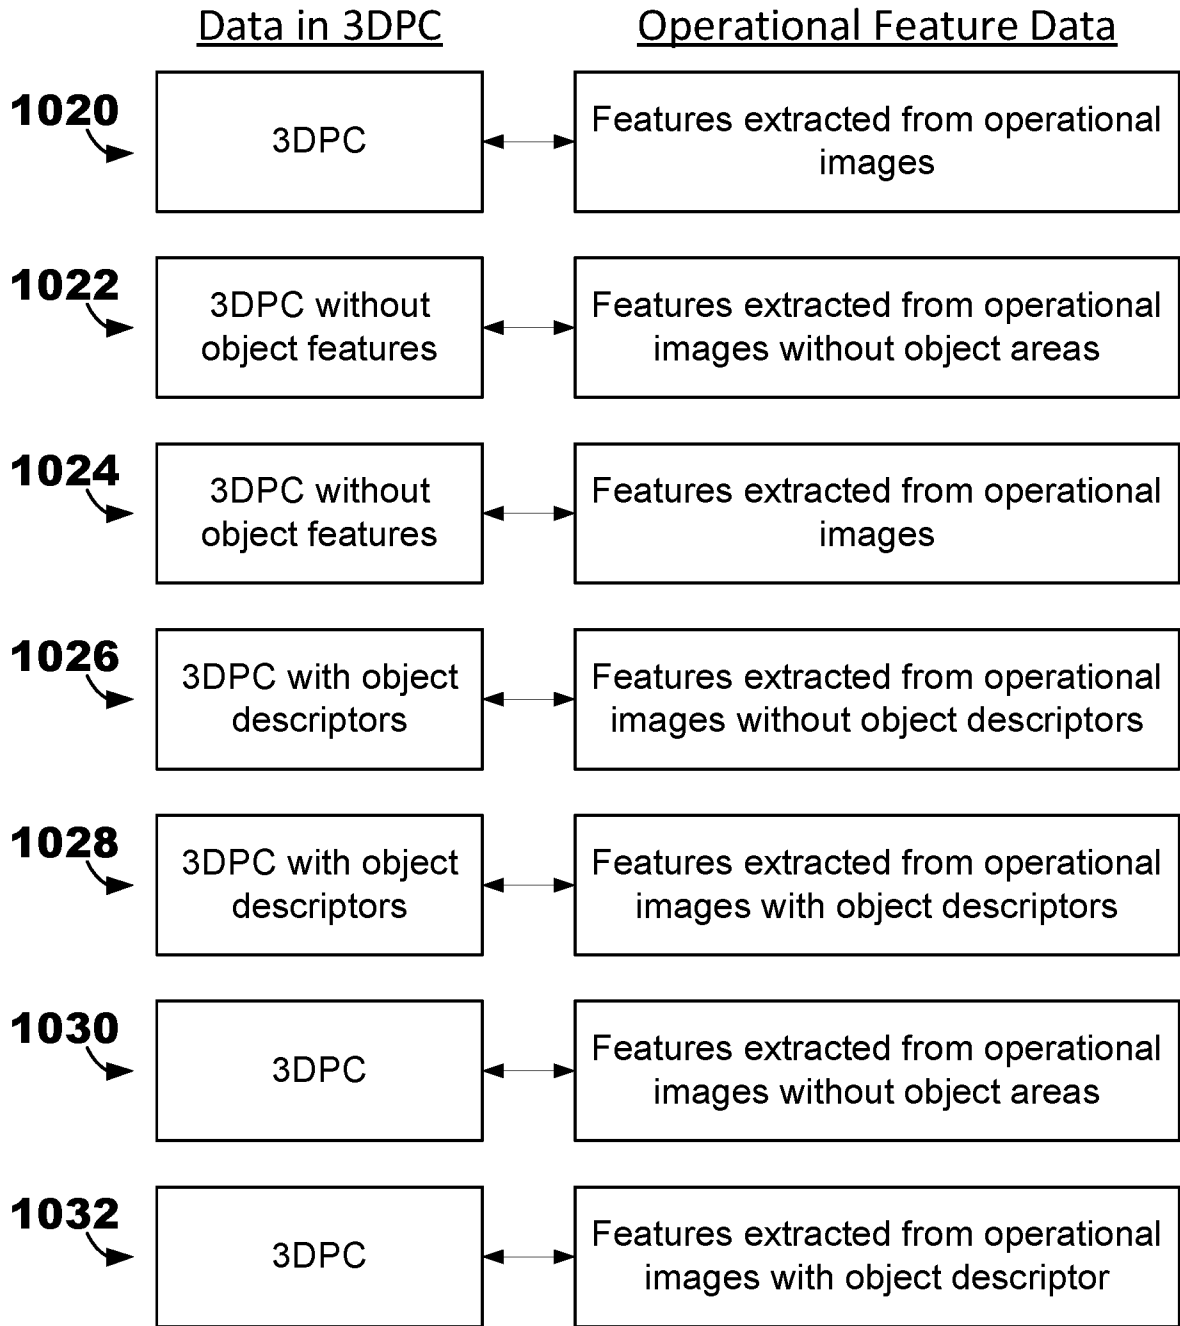 Data in 3DPC
Operational Feature Data
1020
3DPC
Features extracted from operational
images
1022
3DPC without
object features
Features extracted from operational
images without object areas
1024
3DPC without
object features
Features extracted from operational
images
1026
3DPC with object
descriptors
Features extracted from operational
images without object descriptors
1028
3DPC with object
descriptors
Features extracted from operational
images with object descriptors
1030
3DPC
Features extracted from operational
images without object areas
1032
3DPC
Features extracted from operational
images with object descriptor